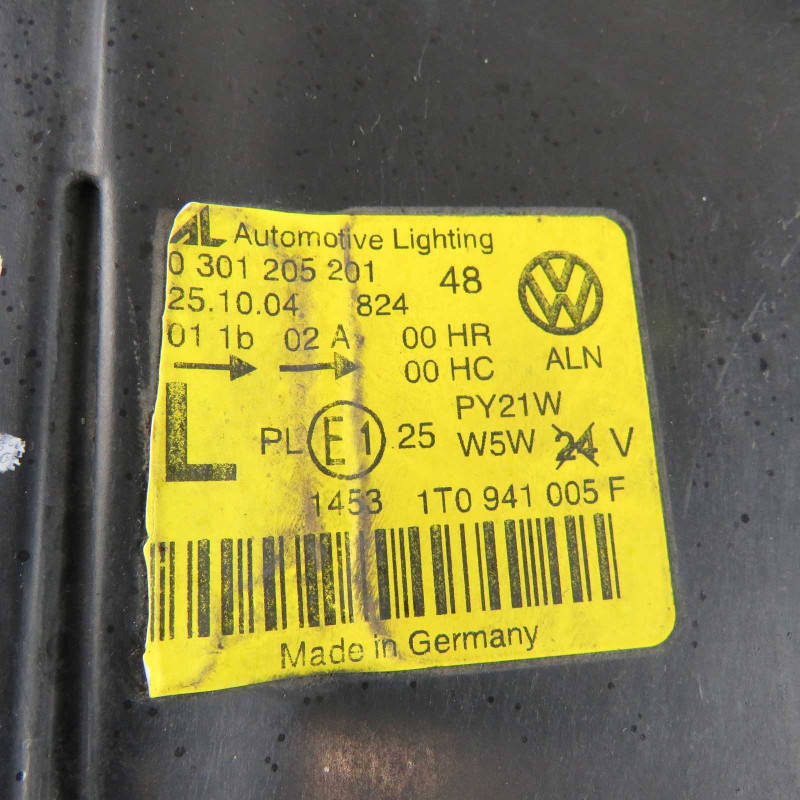 AL Automotive Lighting
0 301 205 201 48
25.10.04 824
01 1b 02 A 00 HR
00 HC
ALN
L
PL E1 25
PY21W
W5W 24 V
1453 1T0 941 005 F
Made in Germany